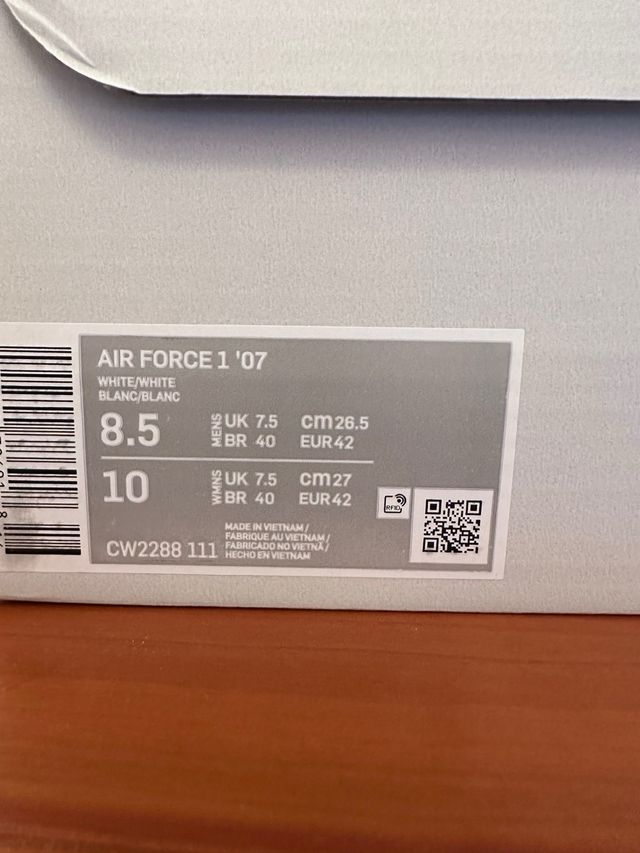 AIR FORCE 1 '07
WHITE/WHITE
BLANC/BLANC
8.5 MENS UK 7.5 cm 26.5
BR 40 EUR 42
10 WMNS UK 7.5 cm 27
BR 40 EUR 42
RFID
CW2288 111
MADE IN VIETNAM/
FABRIQUE AU VIETNAM/
FABRICADO NO VIETNÃ/
HECHO EN VIETNAM